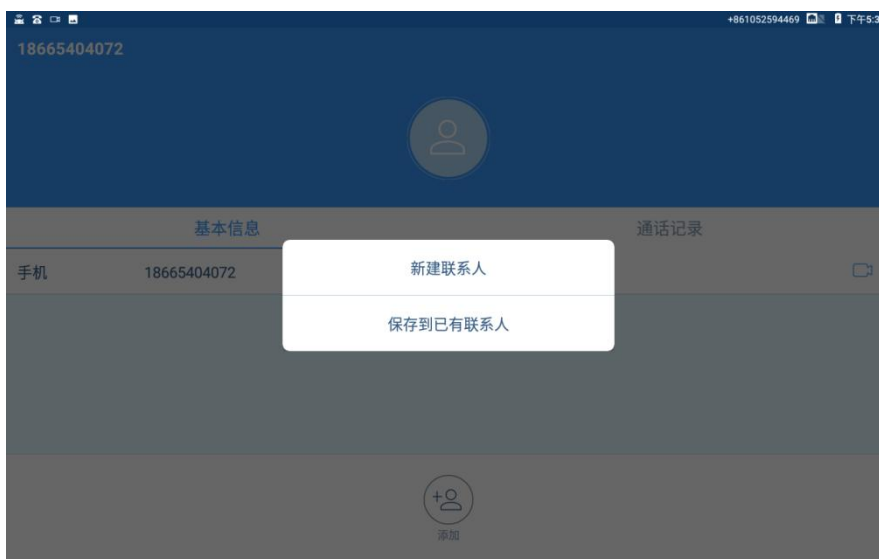 +861052594469 下午5:3
18665404072
基本信息 通话记录
手机 18665404072
新建联系人
保存到已有联系人
添加